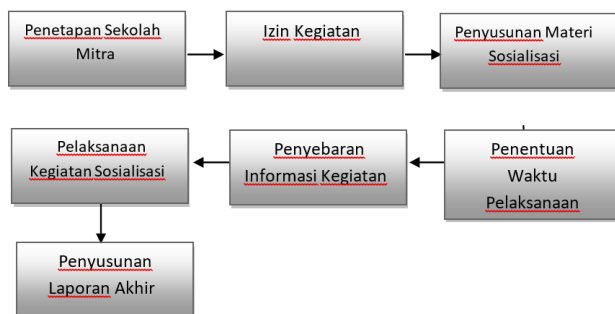 Penetapan Sekolah
Mitra
Izin Kegiatan
Penyusunan Materi
Sosialisasi
Penentuan
Waktu
Pelaksanaan
Penyebaran
Informasi Kegiatan
Pelaksanaan
Kegiatan Sosialisasi
Penyusunan
Laporan Akhir